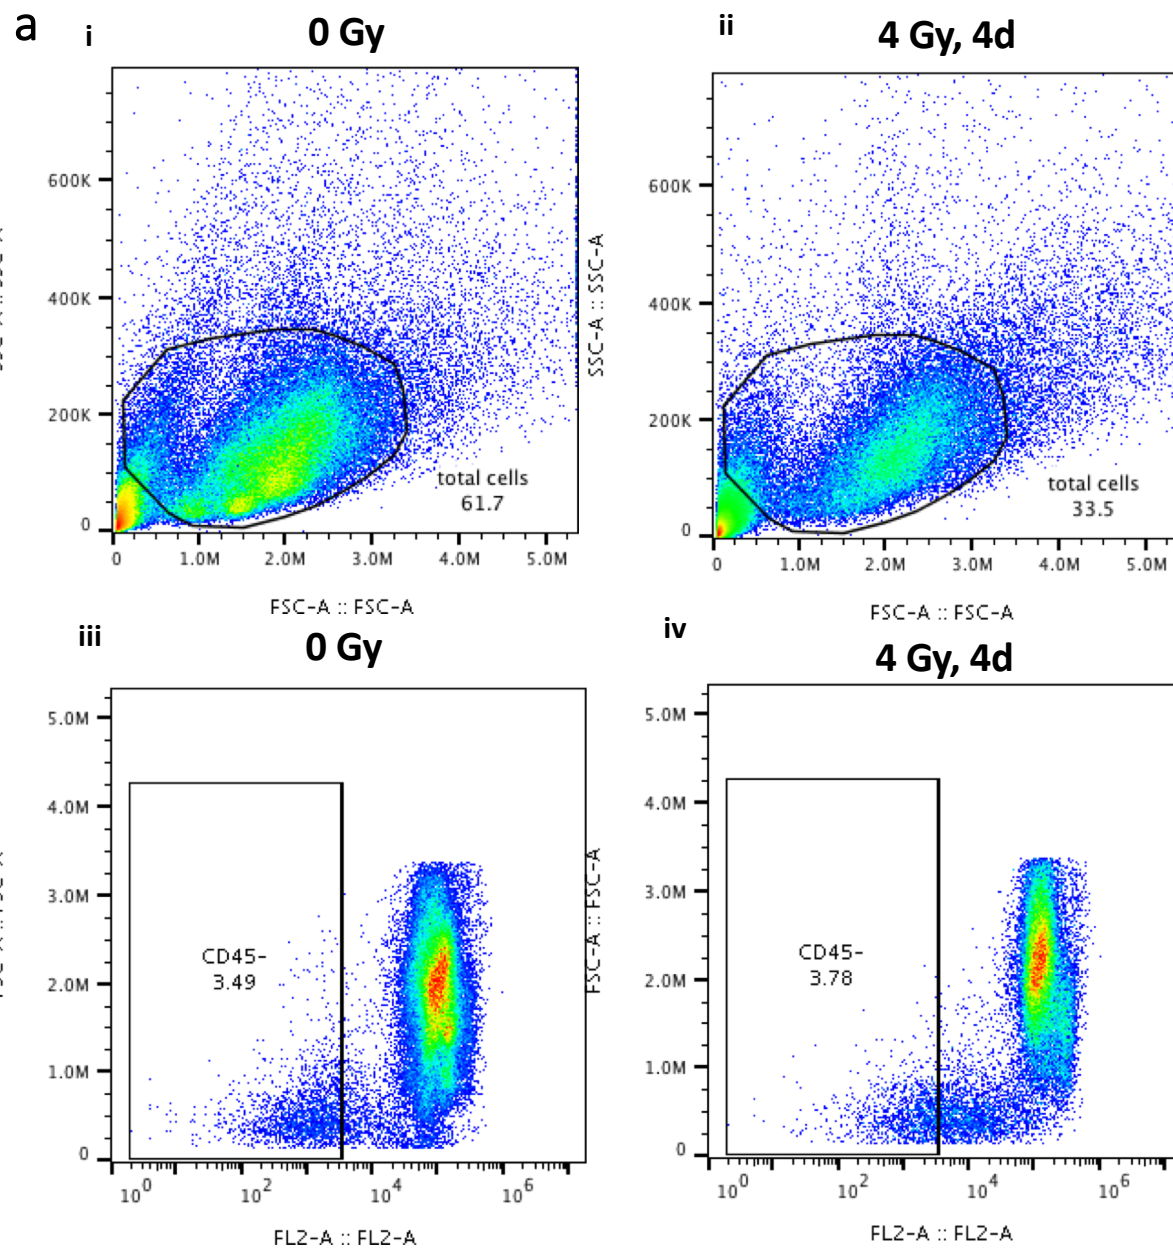 a
i
0 Gy
ii
4 Gy, 4d
600K
400K
200K
0
SSC-A :: SSC-A
600K
400K
200K
0
total cells
61.7
total cells
33.5
0
1.0M
2.0M
3.0M
4.0M
5.0M
FSC-A :: FSC-A
0
1.0M
2.0M
3.0M
4.0M
5.0M
FSC-A :: FSC-A
iii
0 Gy
iv
4 Gy, 4d
5.0M
4.0M
3.0M
2.0M
1.0M
0
FSC-A :: FSC-A
5.0M
4.0M
3.0M
2.0M
1.0M
0
CD45-
3.49
CD45-
3.78
10^0
10^2
10^4
10^6
FL2-A :: FL2-A
10^0
10^2
10^4
10^6
FL2-A :: FL2-A